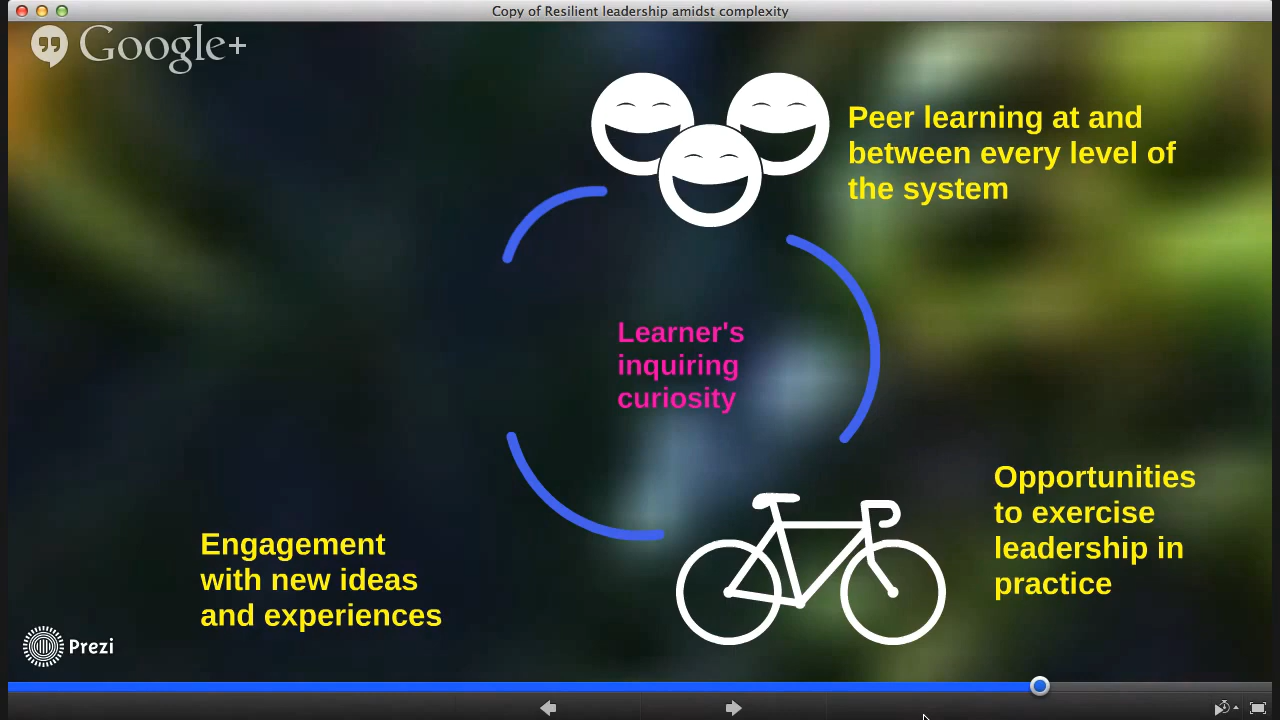 Copy of Resilient leadership amidst complexity
Google+
Peer learning at and
between every level of
the system
Learner's
inquiring
curiosity
Opportunities
to exercise
leadership in
practice
Engagement
with new ideas
and experiences
Prezi